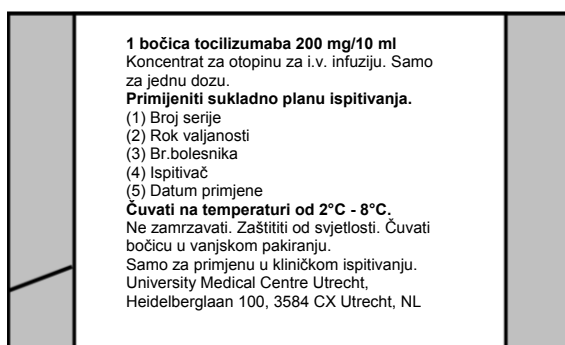 1 bočica tocilizumaba 200 mg/10 ml
Koncentrat za otopinu za i.v. infuziju. Samo
za jednu dozu.
Primijeniti sukladno planu ispitivanja.
(1) Broj serije
(2) Rok valjanosti
(3) Br.bolesnika
(4) Ispitivač
(5) Datum primjene
Čuvati na temperaturi od 2°C - 8°C.
Ne zamrzavati. Zaštititi od svjetlosti. Čuvati
bočicu u vanjskom pakiranju.
Samo za primjenu u kliničkom ispitivanju.
University Medical Centre Utrecht,
Heidelberglaan 100, 3584 CX Utrecht, NL